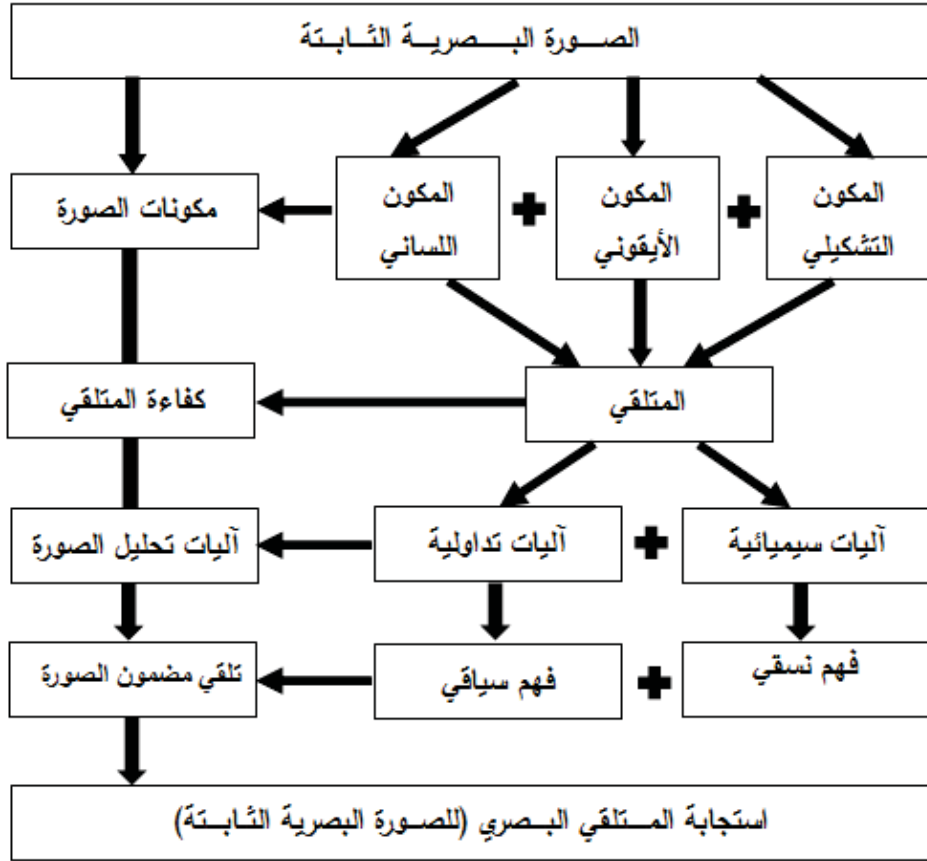 الصورة البصرية الثابتة
المكون
التشكيلي
المكون
الأيقوني
المكون
اللساني
مكونات الصورة
المتلقي
كفاءة المتلقي
آليات سيميائية
آليات تداولية
آليات تحليل الصورة
فهم نسقي
فهم سياقي
تلقي مضمون الصورة
استجابة المتلقي البصري (للصورة البصرية الثابتة)